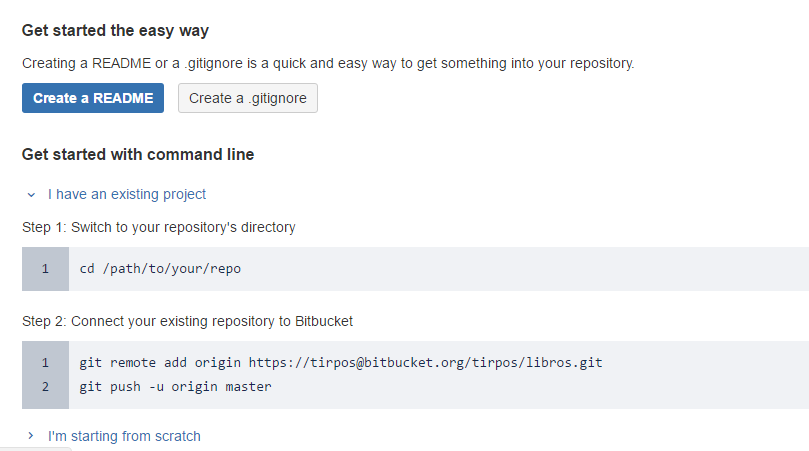 Get started the easy way
Creating a README or a .gitignore is a quick and easy way to get something into your repository.
Create a README Create a .gitignore
Get started with command line
I have an existing project
Step 1: Switch to your repository's directory
1 cd /path/to/your/repo
Step 2: Connect your existing repository to Bitbucket
1 git remote add origin https://tirpos@bitbucket.org/tirpos/libros.git
2 git push -u origin master
I'm starting from scratch